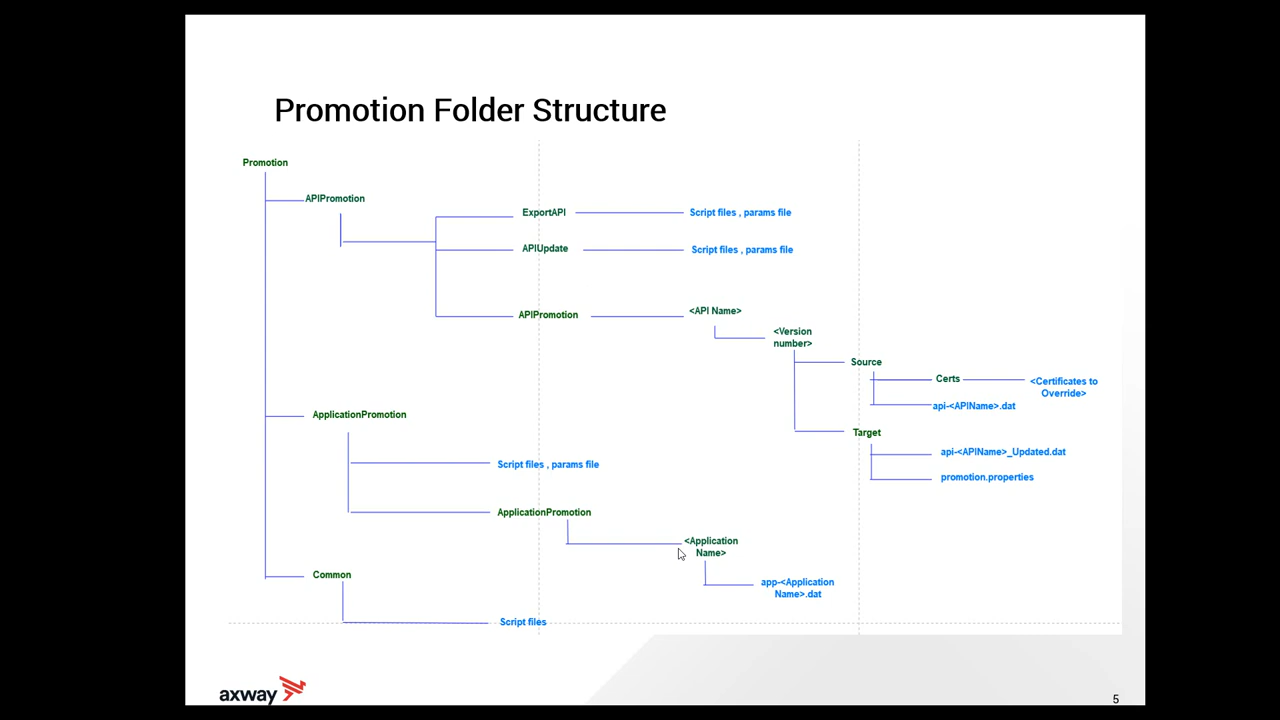 Promotion Folder Structure
Promotion
APIPromotion
ExportAPI
Script files , params file
APIUpdate
Script files , params file
APIPromotion
<API Name>
<Version
number>
Source
Certs
<Certificates to
Override>
api-<APIName>.dat
Target
api-<APIName>_Updated.dat
promotion.properties
ApplicationPromotion
Script files , params file
ApplicationPromotion
<Application
Name>
app-<Application
Name>.dat
Common
Script files
axway
5